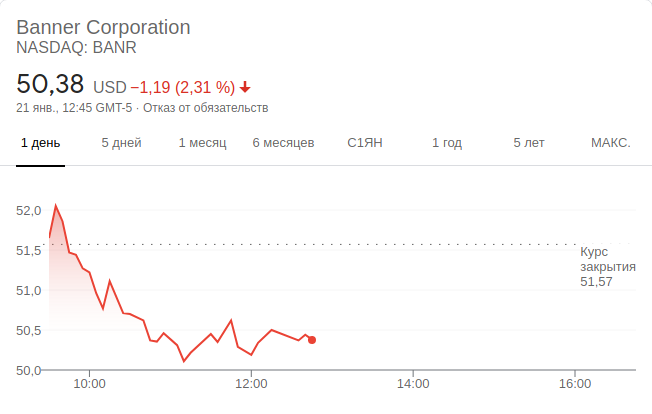 Banner Corporation
NASDAQ: BANR
50,38 USD −1,19 (2,31 %)
21 янв., 12:45 GMT-5 · Отказ от обязательств
1 день 5 дней 1 месяц 6 месяцев С1ЯН 1 год 5 лет МАКС.
52,0
51,5
51,0
50,5
50,0
Курс
закрытия
51,57
10:00 12:00 14:00 16:00